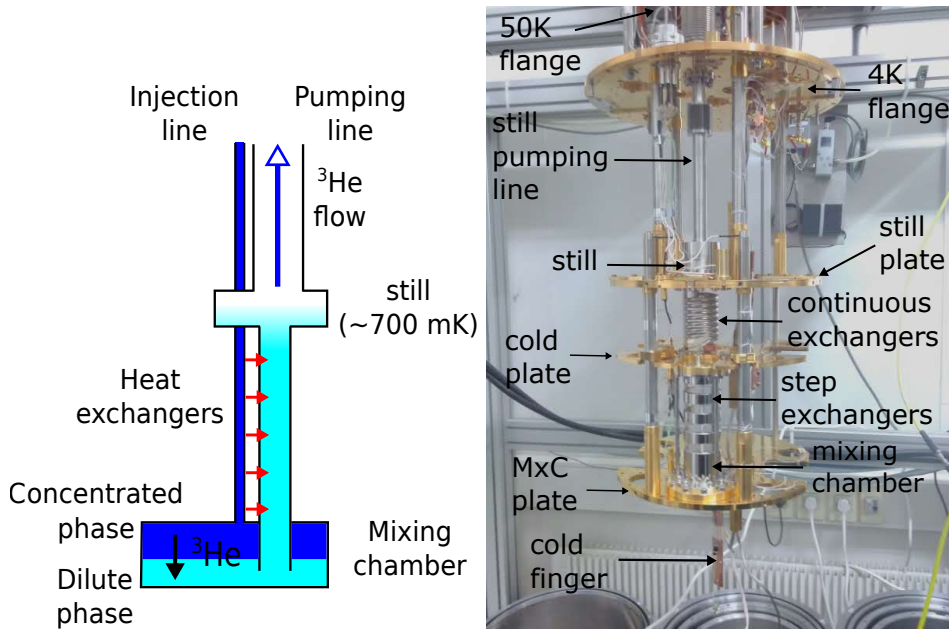 Injection
line
Pumping
line
³He
flow
still
(~700 mK)
Heat
exchangers
Concentrated
phase
³He
Mixing
chamber
Dilute
phase
50K
flange
4K
flange
still
pumping
line
still
still
plate
continuous
exchangers
cold
plate
step
exchangers
mixing
chamber
MxC
plate
cold
finger